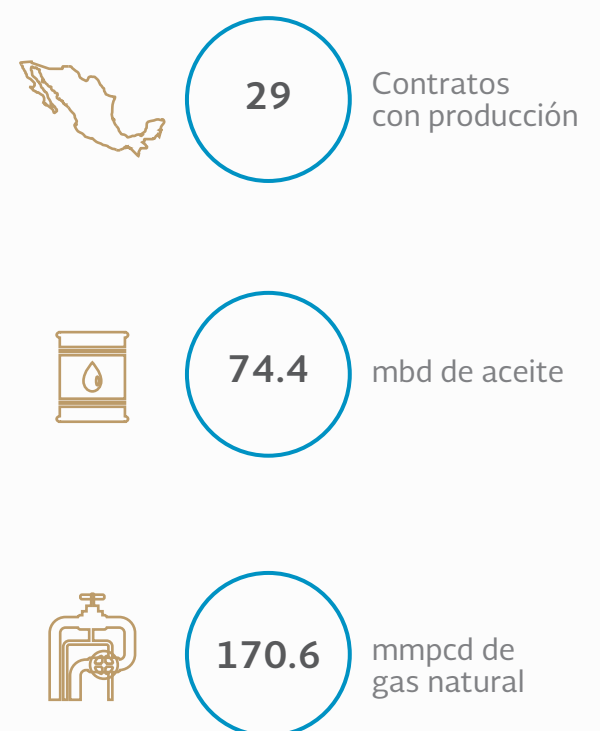 29
Contratos
con producción
74.4
mbd de aceite
170.6
mmpcd de
gas natural